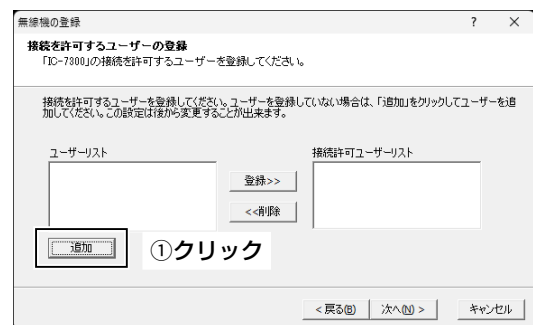 無線機の登録 ? ×
接続を許可するユーザーの登録
「IC-7300」の接続を許可するユーザーを登録してください。
接続を許可するユーザーを登録してください。ユーザーを登録していない場合は、「追加」をクリックしてユーザーを追
加してください。この設定は後から変更することが出来ます。
ユーザーリスト
接続許可ユーザーリスト
登録>>
<<削除
追加
①クリック
< 戻る(B)
次へ(N) >
キャンセル